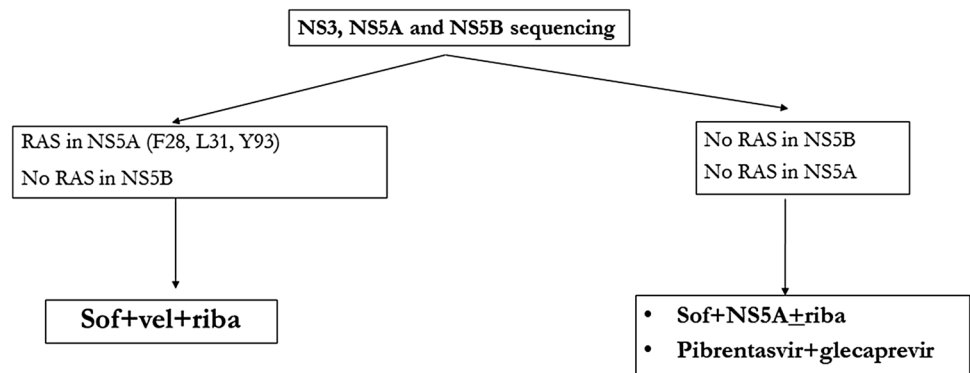 NS3, NS5A and NS5B sequencing
RAS in NS5A (F28, L31, Y93)
No RAS in NS5B
No RAS in NS5B
No RAS in NS5A
Sof+vel+riba
• Sof+NS5A±riba
• Pibrentasvir+glecaprevir